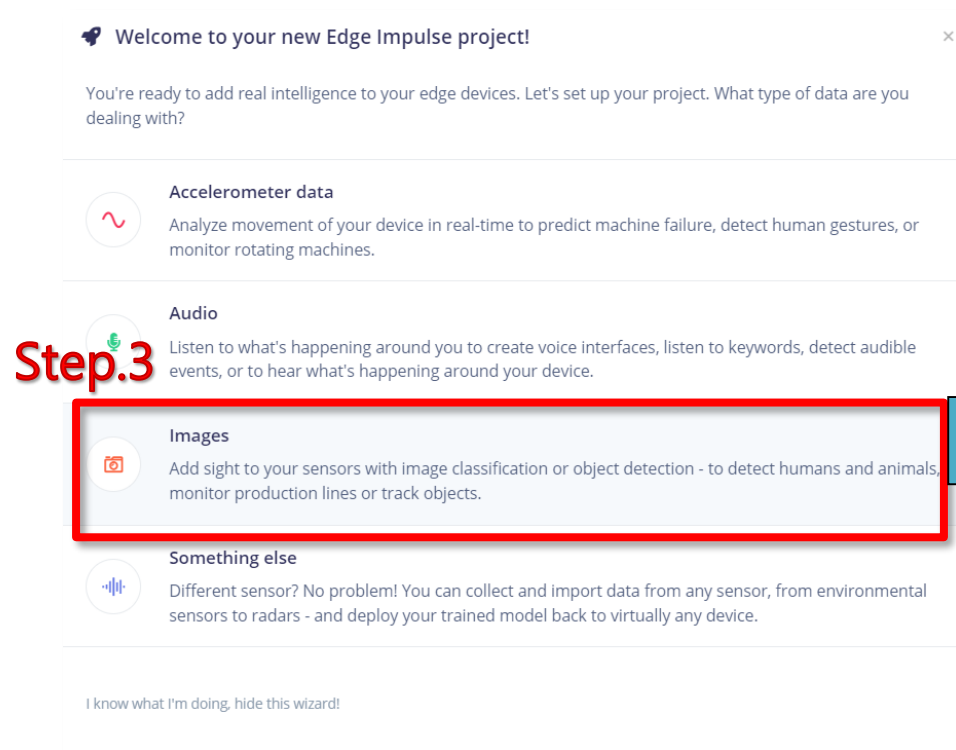 Welcome to your new Edge Impulse project!
You're ready to add real intelligence to your edge devices. Let's set up your project. What type of data are you
dealing with?
Accelerometer data
Analyze movement of your device in real-time to predict machine failure, detect human gestures, or
monitor rotating machines.
Audio
Listen to what's happening around you to create voice interfaces, listen to keywords, detect audible
events, or to hear what's happening around your device.
Step.3
Images
Add sight to your sensors with image classification or object detection - to detect humans and animals,
monitor production lines or track objects.
Something else
Different sensor? No problem! You can collect and import data from any sensor, from environmental
sensors to radars - and deploy your trained model back to virtually any device.
I know what I'm doing, hide this wizard!